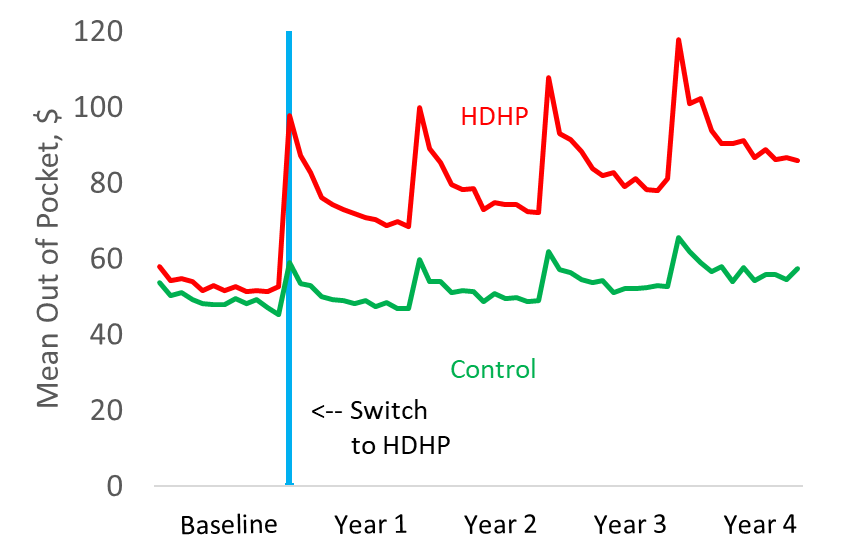 Mean Out of Pocket, $
120
100
80
60
40
20
0
HDHP
Control
<-- Switch
to HDHP
Baseline Year 1 Year 2 Year 3 Year 4